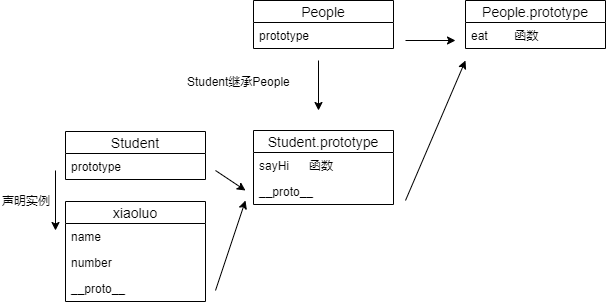 People
prototype
People.prototype
eat 函数
Student继承People
Student
prototype
Student.prototype
sayHi 函数
__proto__
声明实例
xiaoluo
name
number
__proto__